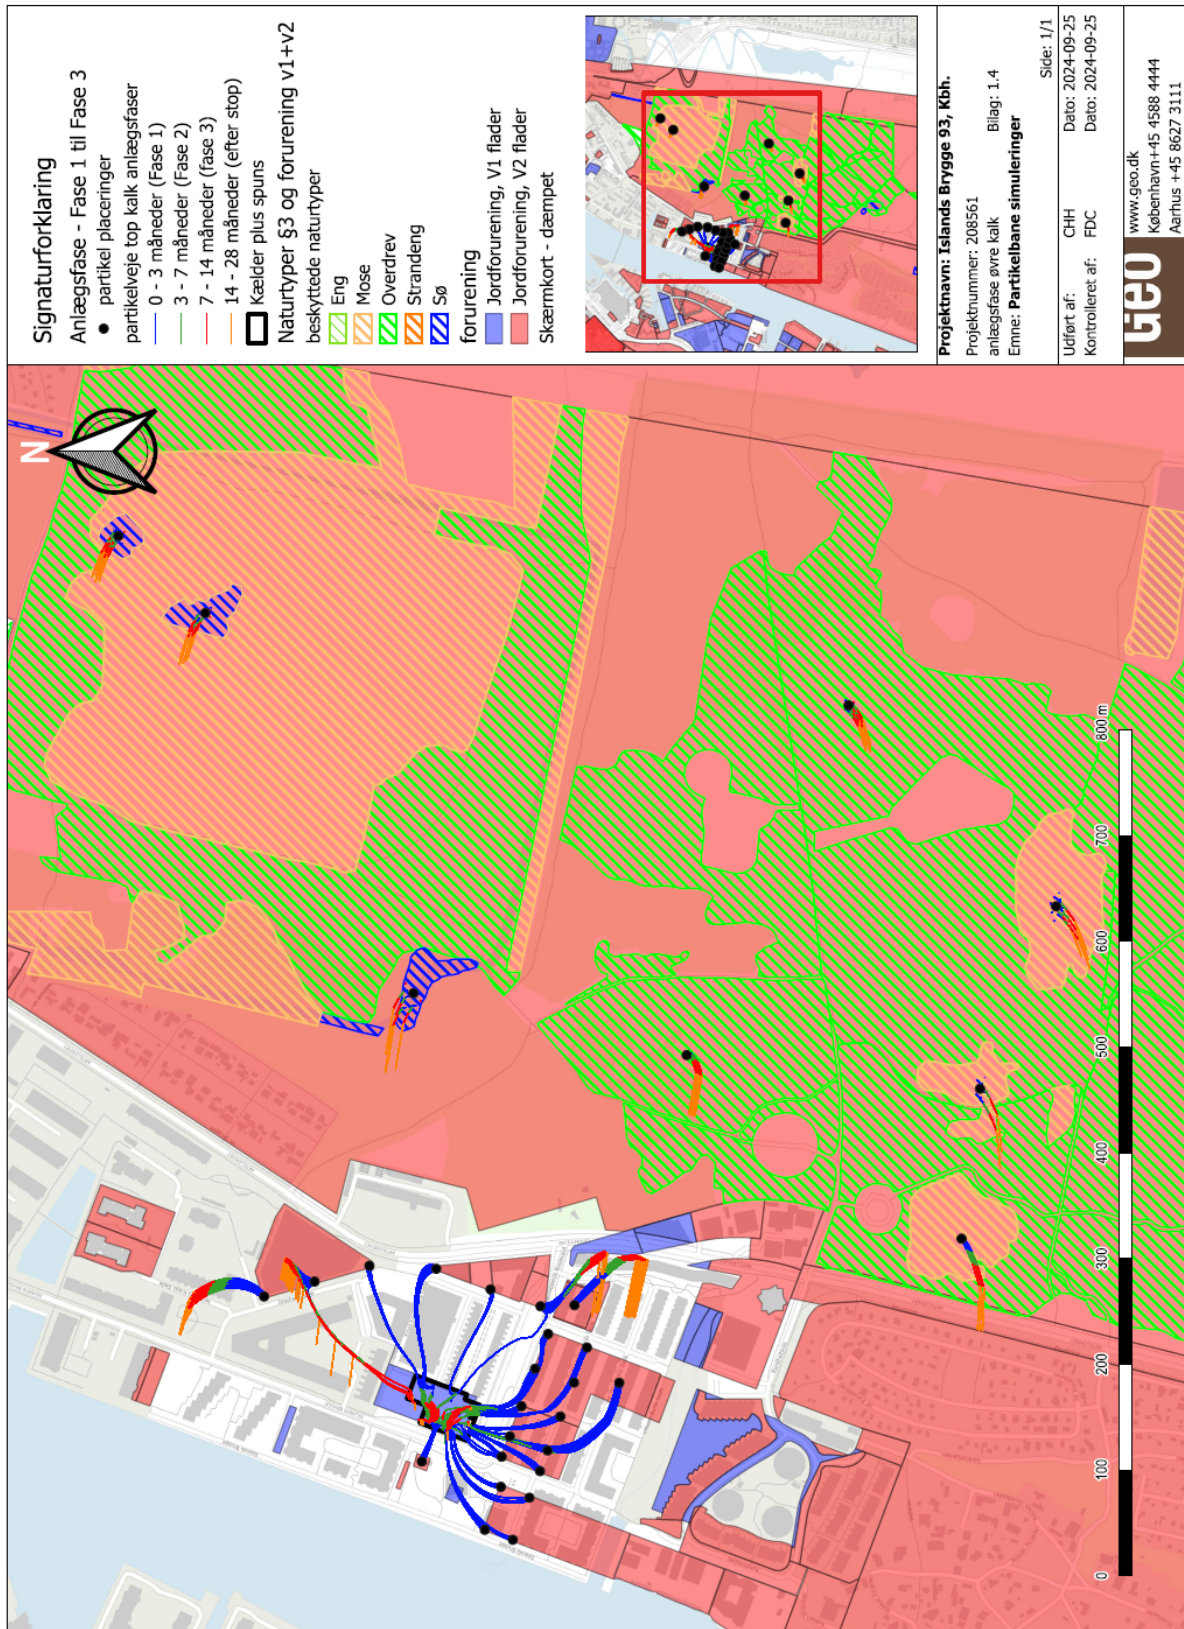 Signaturforklaring
Anlægsfase - Fase 1 til Fase 3
partikel placeringer
partikelveje top kalk anlægsfaser
0 - 3 måneder (Fase 1)
3 - 7 måneder (Fase 2)
7 - 14 måneder (fase 3)
14 - 28 måneder (efter stop)
Kælder plus spuns
Naturtyper §3 og forurening v1+v2
beskyttede naturtyper
Eng
Mose
Overdrev
Strandeng
Sø
forurening
Jordforurening, V1 flader
Jordforurening, V2 flader
Skærmkort - dæmpet
Projektnavn: Islands Brygge 93, Kbh.
Projektnummer: 208561 Bilag: 1.4
anlægsfase øvre kalk
Emne: Partikelbane simuleringer
Side: 1/1
Udført af: CHH Dato: 2024-09-25
Kontrolleret af: FDC Dato: 2024-09-25
Geo
www.geo.dk
København+45 4588 4444
Aarhus +45 8627 3111
N
0 100 200 300 400 500 600 700 800 m